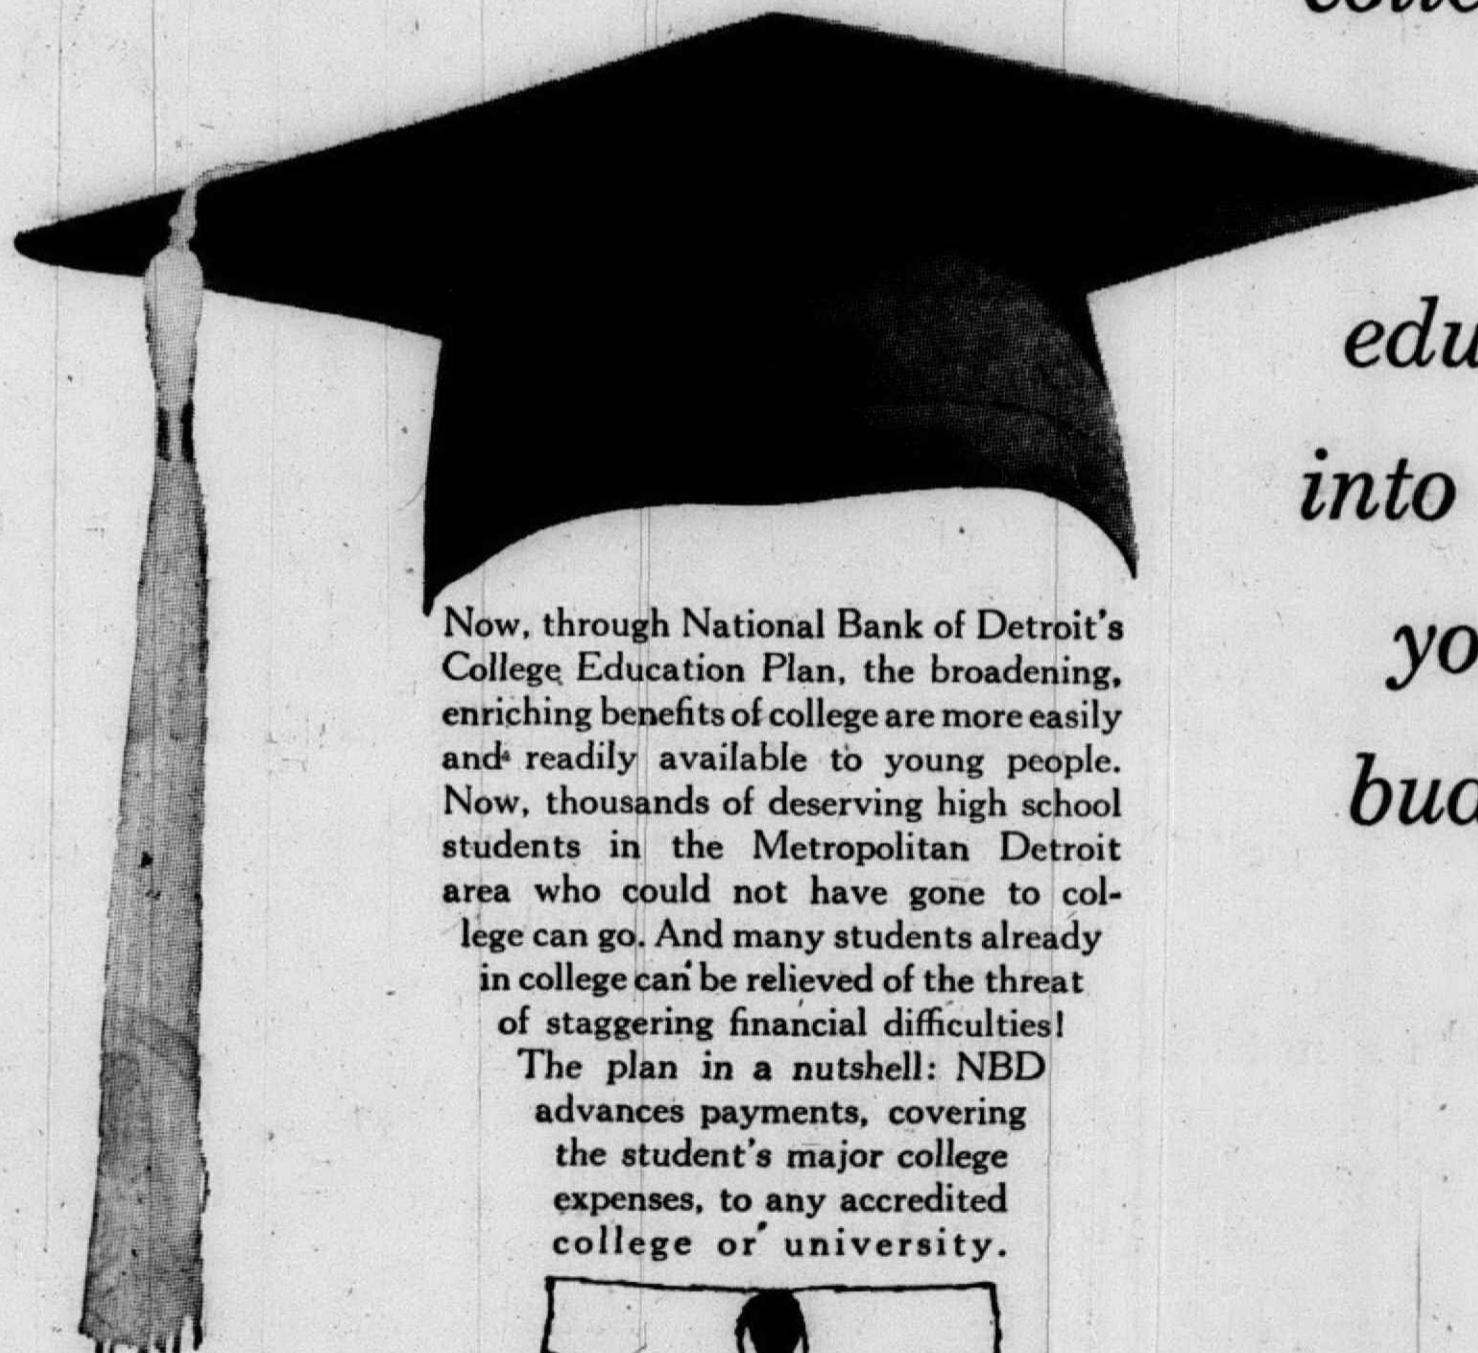 Now, through National Bank of Detroit's
College Education Plan, the broadening,
enriching benefits of college are more easily
and readily available to young people.
Now, thousands of deserving high school
students in the Metropolitan Detroit
area who could not have gone to col-
lege can go. And many students already
in college can be relieved of the threat
of staggering financial difficulties!
The plan in a nutshell: NBD
advances payments, covering
the student's major college
expenses, to any accredited
college or university.
edu
into
yo